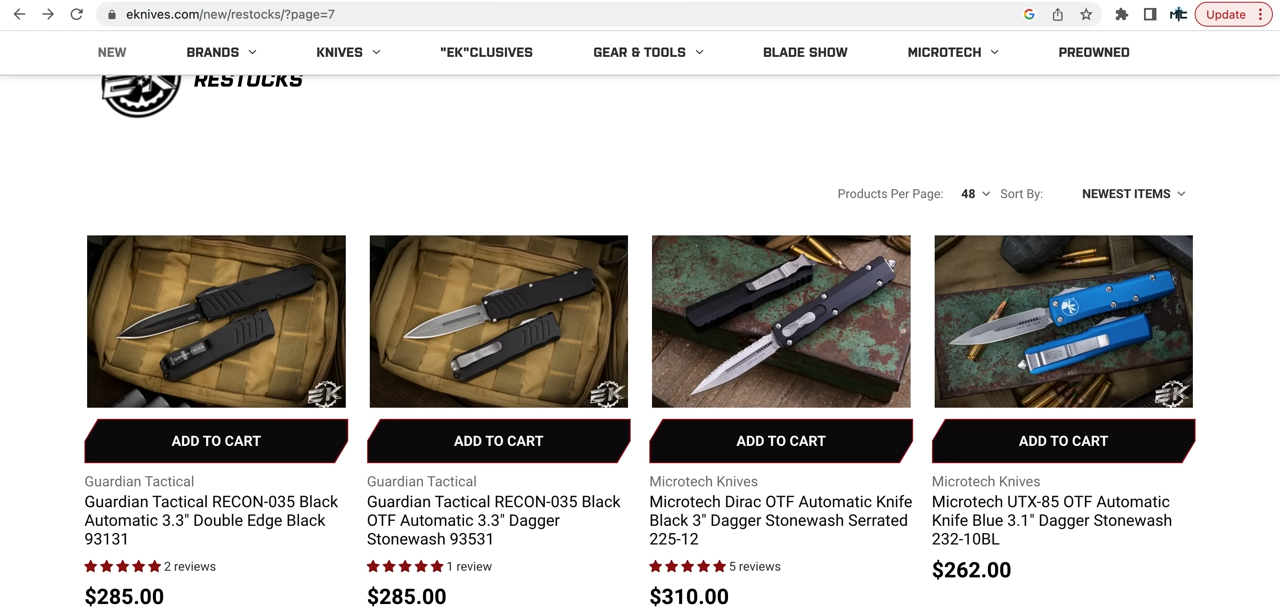 eknives.com/new/restocks/?page=7
Update
NEW
BRANDS
KNIVES
"EK"CLUSIVES
GEAR & TOOLS
BLADE SHOW
MICROTECH
PREOWNED
EK
RESTOCKS
Products Per Page: 48 Sort By: NEWEST ITEMS
EK
EK
EK
ADD TO CART
Guardian Tactical
Guardian Tactical RECON-035 Black
Automatic 3.3" Double Edge Black
93131
2 reviews
$285.00
ADD TO CART
Guardian Tactical
Guardian Tactical RECON-035 Black
OTF Automatic 3.3" Dagger
Stonewash 93531
1 review
$285.00
ADD TO CART
Microtech Knives
Microtech Dirac OTF Automatic Knife
Black 3" Dagger Stonewash Serrated
225-12
5 reviews
$310.00
ADD TO CART
Microtech Knives
Microtech UTX-85 OTF Automatic
Knife Blue 3.1" Dagger Stonewash
232-10BL
$262.00